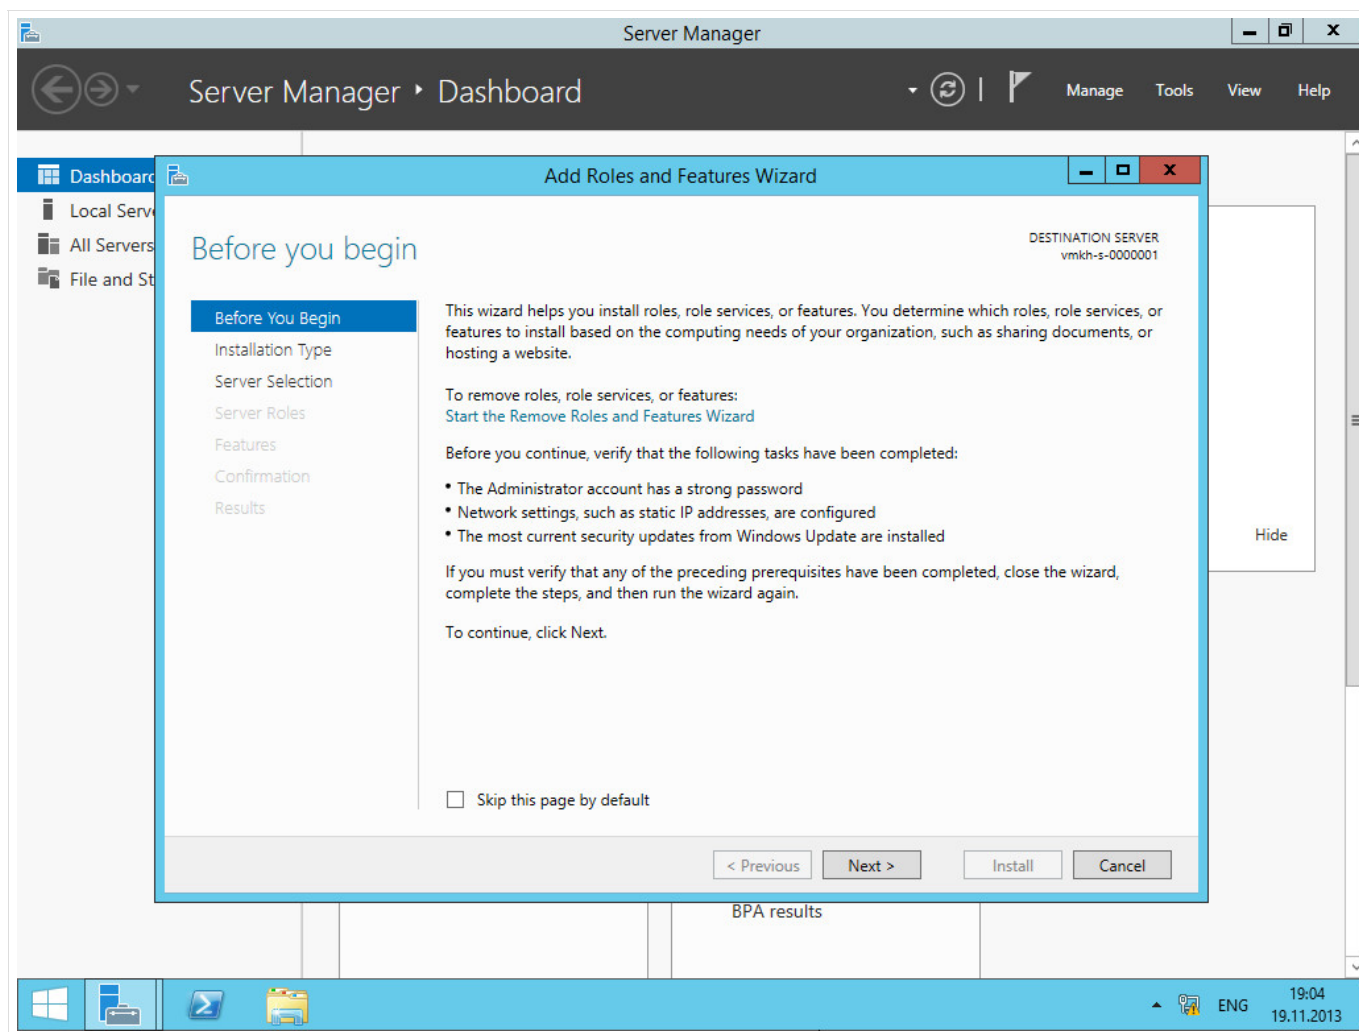 Server Manager
Server Manager ‣ Dashboard
Manage Tools View Help
Dashboard
Local Serve
All Servers
File and St
Add Roles and Features Wizard
Before you begin
DESTINATION SERVER
vmkh-s-0000001
Before You Begin
Installation Type
Server Selection
Server Roles
Features
Confirmation
Results
This wizard helps you install roles, role services, or features. You determine which roles, role services, or
features to install based on the computing needs of your organization, such as sharing documents, or
hosting a website.
To remove roles, role services, or features:
Start the Remove Roles and Features Wizard
Before you continue, verify that the following tasks have been completed:
• The Administrator account has a strong password
• Network settings, such as static IP addresses, are configured
• The most current security updates from Windows Update are installed
If you must verify that any of the preceding prerequisites have been completed, close the wizard,
complete the steps, and then run the wizard again.
To continue, click Next.
Skip this page by default
< Previous Next > Install Cancel
Hide
BPA results
ENG
19:04
19.11.2013